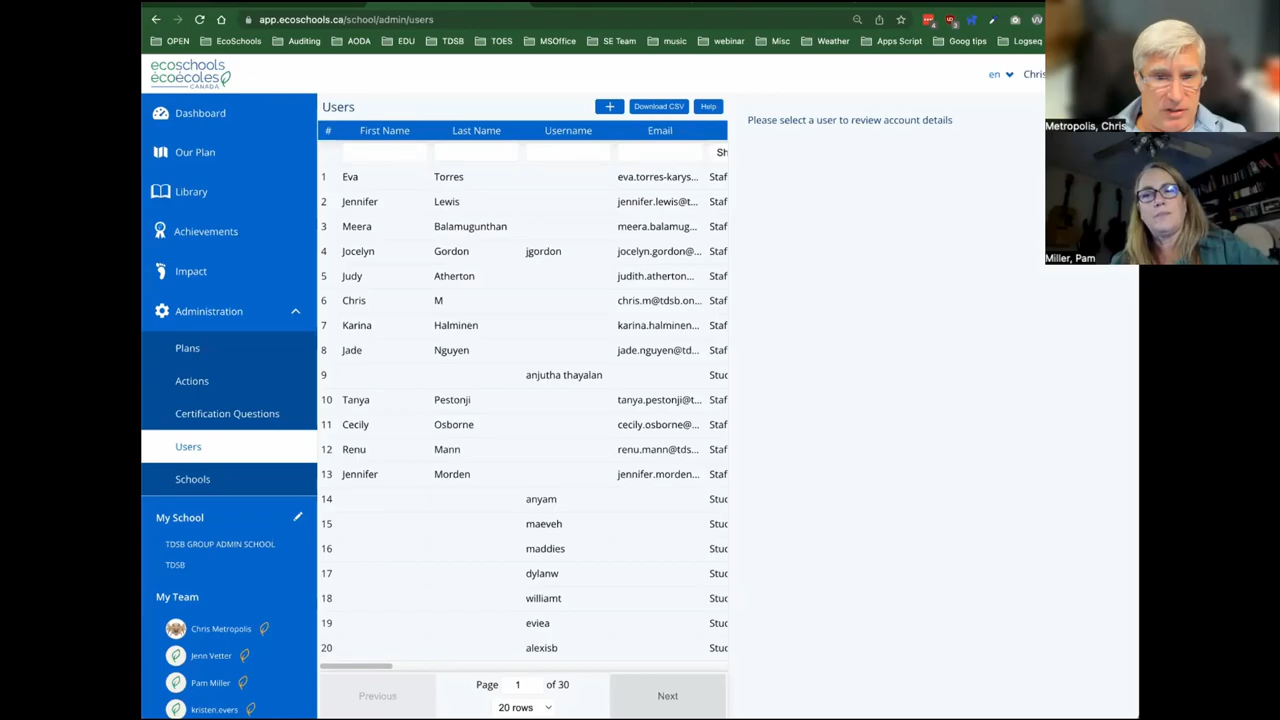 app.ecoschools.ca/school/admin/users
OPEN EcoSchools Auditing AODA EDU TDSB TOES MSOffice SE Team music webinar Misc Weather Apps Script Goog tips Logseq
ecoschools
écoécoles
CANADA
en Chris
Metropolis, Chris
Miller, Pam
Dashboard
Our Plan
Library
Achievements
Impact
Administration
Plans
Actions
Certification Questions
Users
Schools
My School
TDSB GROUP ADMIN SCHOOL
TDSB
My Team
Chris Metropolis
Jenn Vetter
Pam Miller
kristen.evers
Users + Download CSV Help
# First Name Last Name Username Email
Sh
1 Eva Torres eva.torres-karys... Staf
2 Jennifer Lewis jennifer.lewis@t... Staf
3 Meera Balamugunthan meera.balamug... Staf
4 Jocelyn Gordon jgordon jocelyn.gordon@... Staf
5 Judy Atherton judith.atherton... Staf
6 Chris M chris.m@tdsb.on... Staf
7 Karina Halminen karina.halminen... Staf
8 Jade Nguyen jade.nguyen@td... Staf
9 anjutha thayalan Stuc
10 Tanya Pestonji tanya.pestonji@t... Staf
11 Cecily Osborne cecily.osborne@... Staf
12 Renu Mann renu.mann@tds... Staf
13 Jennifer Morden jennifer.morden... Staf
14 anyam Stuc
15 maeveh Stuc
16 maddies Stuc
17 dylanw Stuc
18 williamt Stuc
19 eviea Stuc
20 alexisb Stuc
Previous Page 1 of 30 Next
20 rows
Please select a user to review account details